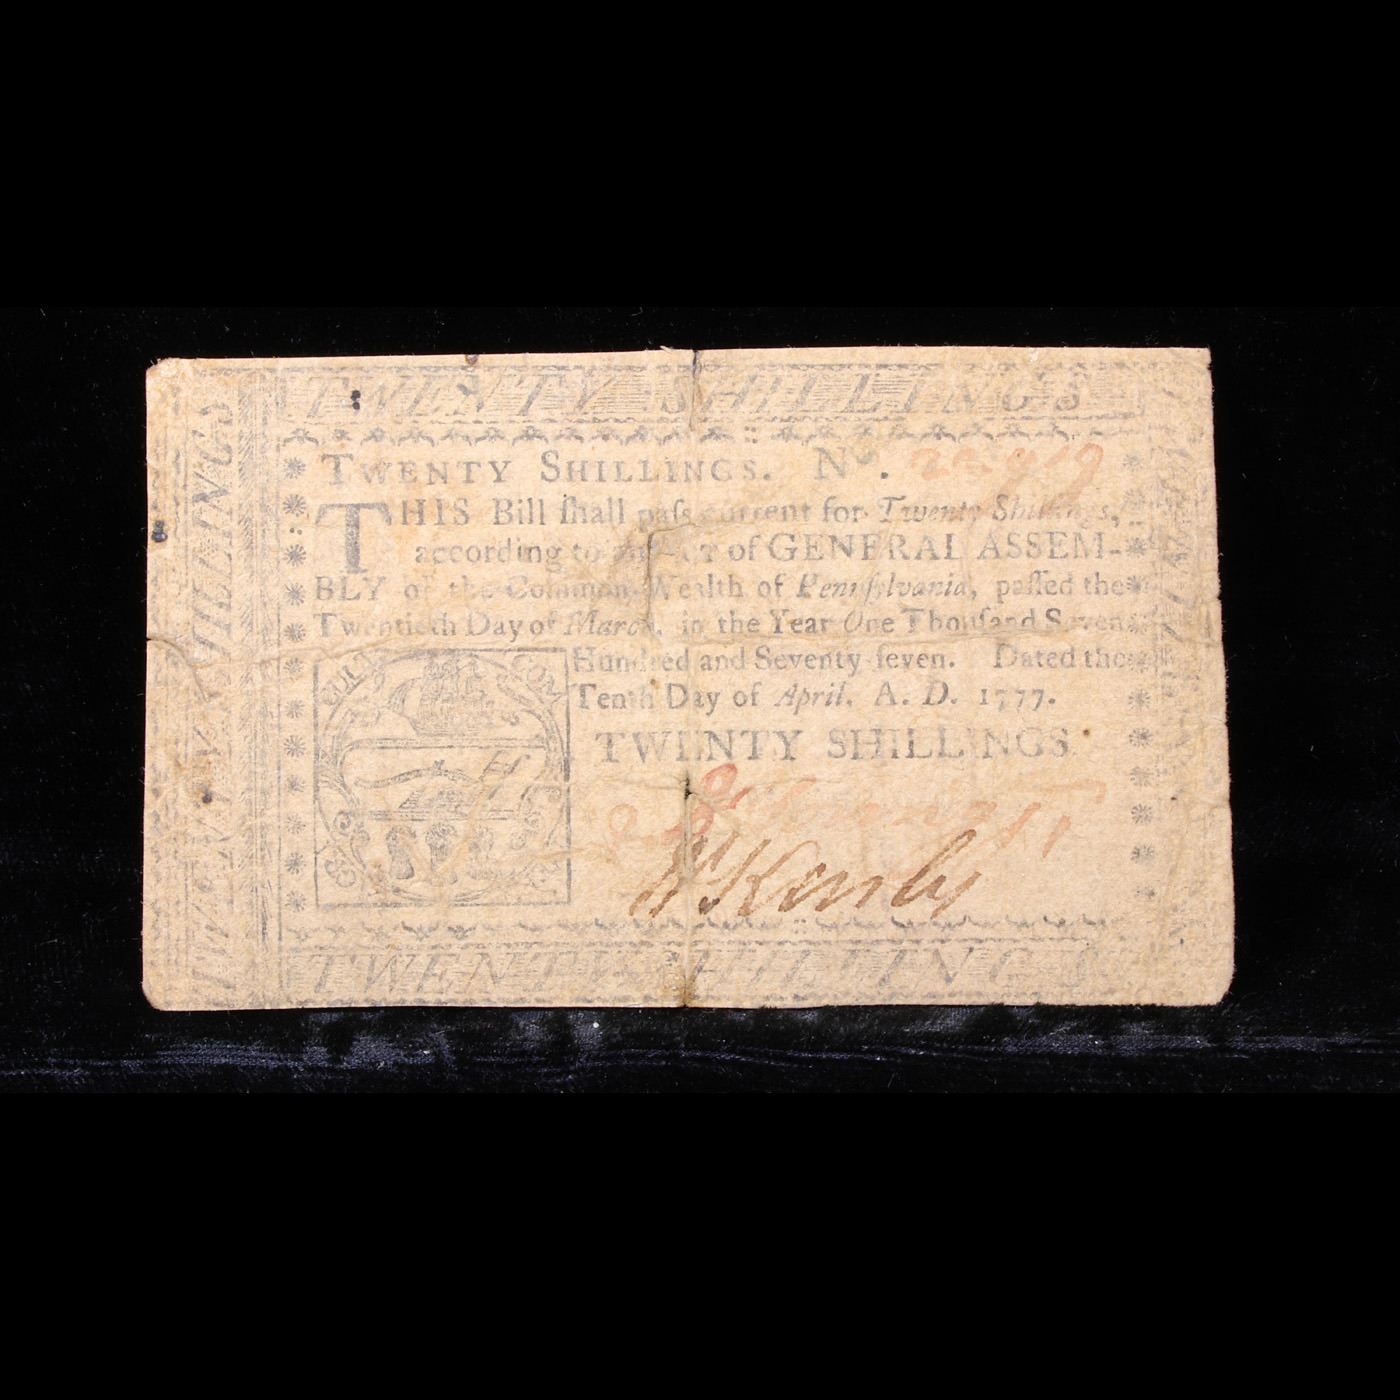 TWENTY SHILLINGS
TWENTY SHILLINGS
TWENTY SHILLINGS. No.
THIS Bill ſhall paſs current for Twenty Shillings,
according to an ACT of GENERAL ASSEM-
BLY of the Common-Wealth of Pennſylvania, paſſed the
Twentieth Day of March, in the Year One Thouſand Seven
Hundred and Seventy-ſeven. Dated the
Tenth Day of April, A. D. 1777.
TWENTY SHILLINGS.
TWENTY SHILLINGS